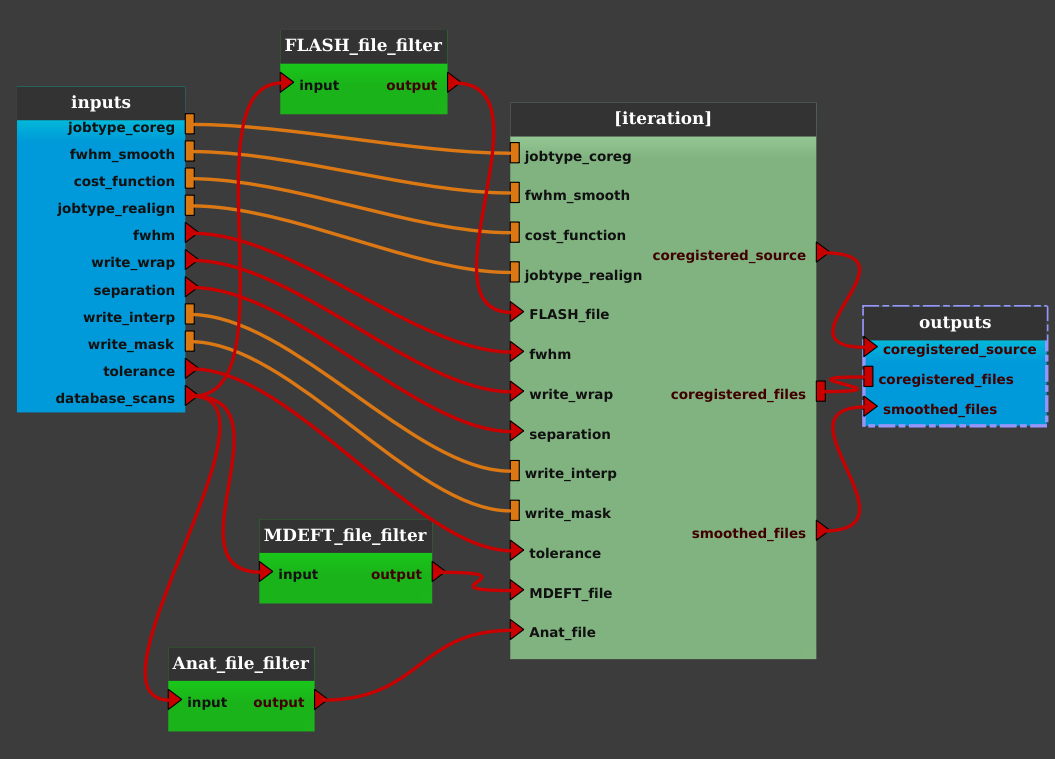 FLASH_file_filter
input output
inputs
jobtype_coreg
fwhm_smooth
cost_function
jobtype_realign
fwhm
write_wrap
separation
write_interp
write_mask
tolerance
database_scans
[iteration]
jobtype_coreg
fwhm_smooth
cost_function
jobtype_realign
FLASH_file
fwhm
write_wrap
separation
write_interp
write_mask
tolerance
MDEFT_file
Anat_file
coregistered_source
coregistered_files
smoothed_files
outputs
coregistered_source
coregistered_files
smoothed_files
MDEFT_file_filter
input output
Anat_file_filter
input output